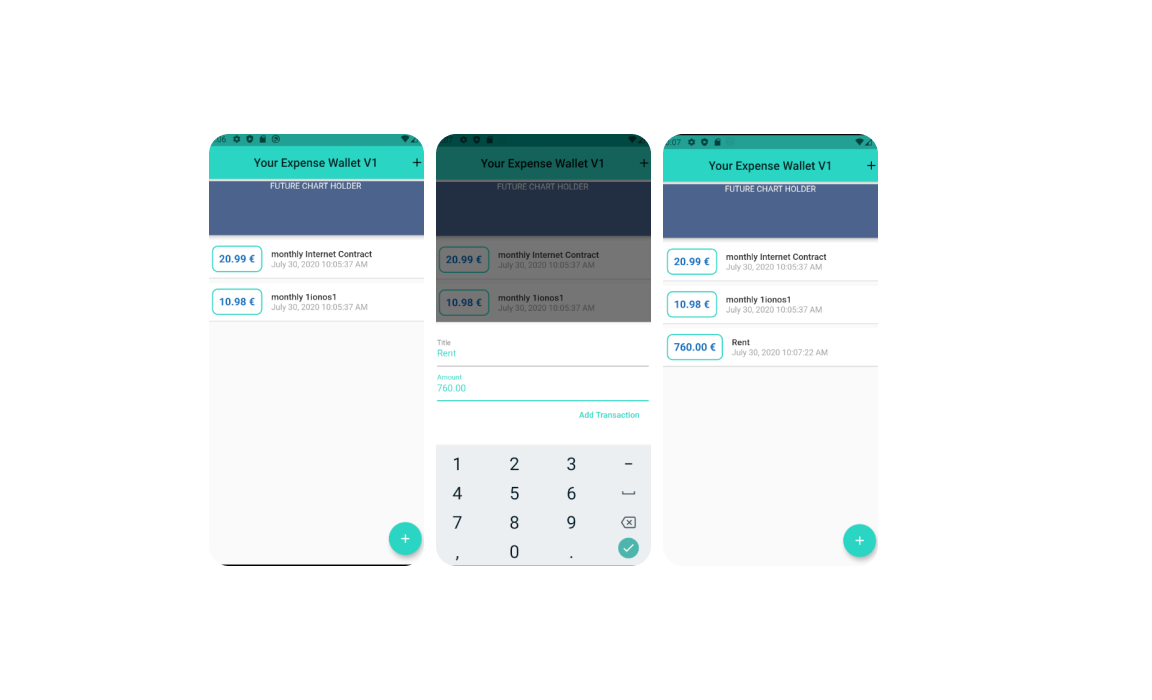 Your Expense Wallet V1 +
FUTURE CHART HOLDER
20.99 €
monthly Internet Contract
July 30, 2020 10:05:37 AM
10.98 €
monthly 1ionos1
July 30, 2020 10:05:37 AM
+
Your Expense Wallet V1 +
FUTURE CHART HOLDER
20.99 €
monthly Internet Contract
July 30, 2020 10:05:37 AM
10.98 €
monthly 1ionos1
July 30, 2020 10:05:37 AM
Title
Rent
Amount
760.00
Add Transaction
1 2 3 -
4 5 6
7 8 9
, 0 .
:07
Your Expense Wallet V1 +
FUTURE CHART HOLDER
20.99 €
monthly Internet Contract
July 30, 2020 10:05:37 AM
10.98 €
monthly 1ionos1
July 30, 2020 10:05:37 AM
760.00 €
Rent
July 30, 2020 10:07:22 AM
+